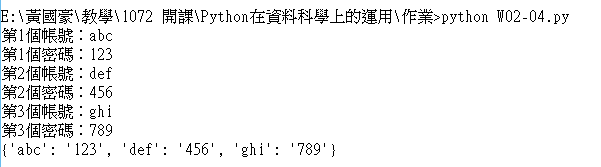 E:\黃國豪\教學\1072 開課\Python在資料科學上的運用\作業>python W02-04.py
第1個帳號：abc
第1個密碼：123
第2個帳號：def
第2個密碼：456
第3個帳號：ghi
第3個密碼：789
{'abc': '123', 'def': '456', 'ghi': '789'}